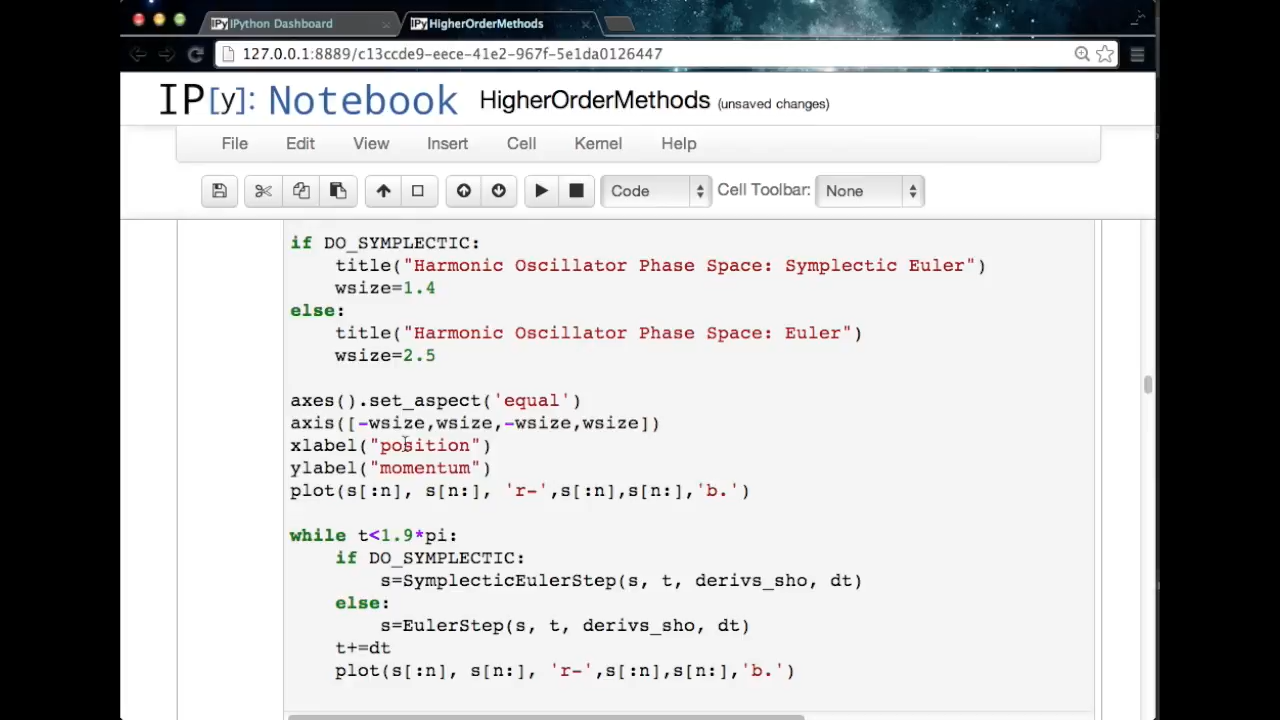 IP[y] IPython Dashboard
IP[y] HigherOrderMethods
127.0.0.1:8889/c13ccde9-eece-41e2-967f-5e1da0126447
IP[y]: Notebook HigherOrderMethods (unsaved changes)
File Edit View Insert Cell Kernel Help
Code Cell Toolbar: None
if DO_SYMPLECTIC:
    title("Harmonic Oscillator Phase Space: Symplectic Euler")
    wsize=1.4
else:
    title("Harmonic Oscillator Phase Space: Euler")
    wsize=2.5
axes().set_aspect('equal')
axis([-wsize,wsize,-wsize,wsize])
xlabel("position")
ylabel("momentum")
plot(s[:n], s[n:], 'r-',s[:n],s[n:],'b.')
while t<1.9*pi:
    if DO_SYMPLECTIC:
        s=SymplecticEulerStep(s, t, derivs_sho, dt)
    else:
        s=EulerStep(s, t, derivs_sho, dt)
    t+=dt
    plot(s[:n], s[n:], 'r-',s[:n],s[n:],'b.')